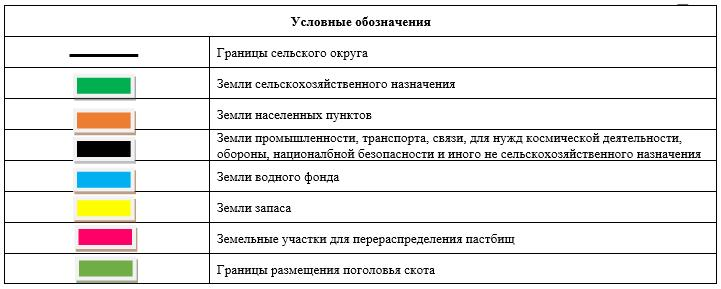 Условные обозначения
Границы сельского округа
Земли сельскохозяйственного назначения
Земли населенных пунктов
Земли промышленности, транспорта, связи, для нужд космической деятельности,
обороны, националбной безопасности и иного не сельскохозяйственного назначения
Земли водного фонда
Земли запаса
Земельные участки для перераспределения пастбищ
Границы размещения поголовья скота